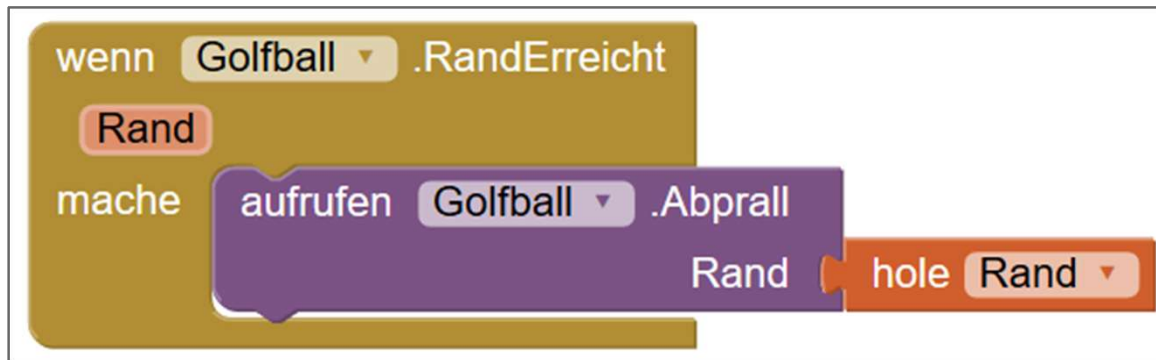 wenn Golfball .RandErreicht
Rand
mache aufrufen Golfball .Abprall
Rand hole Rand